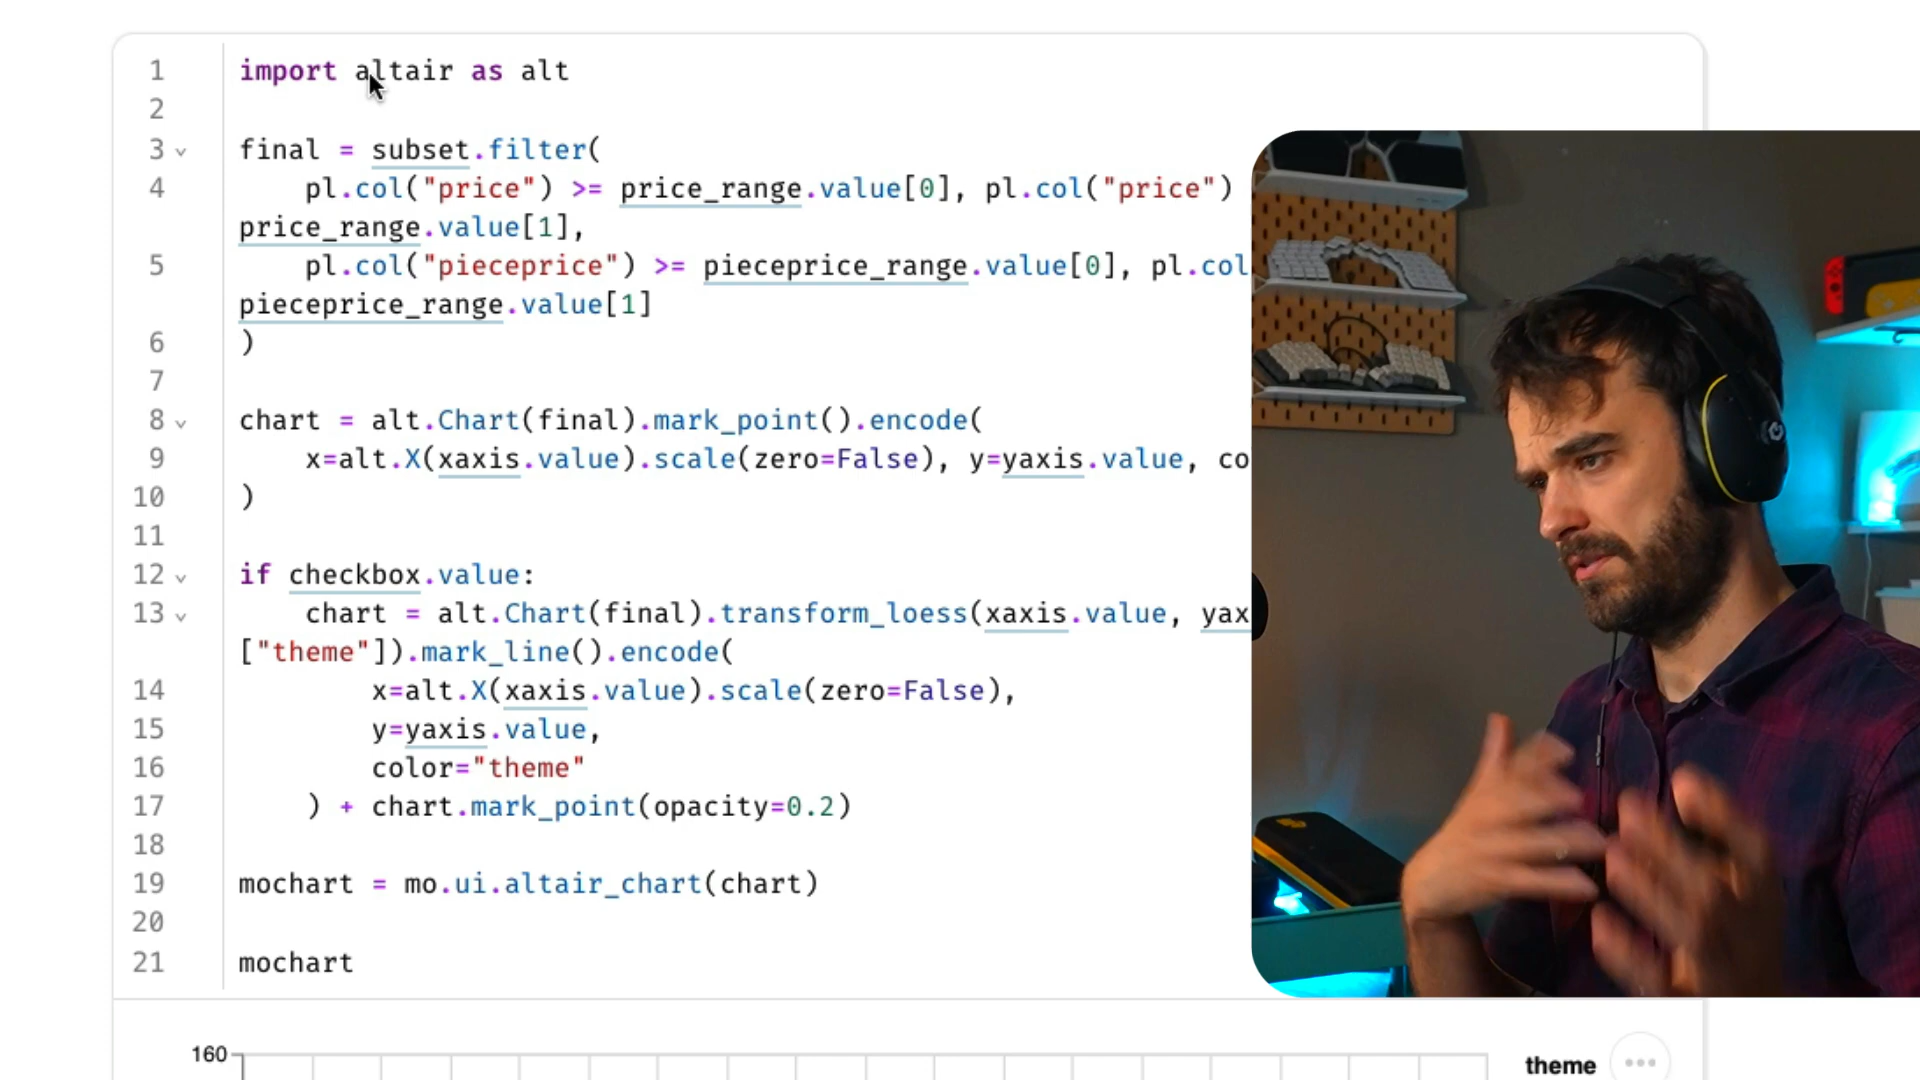 1 import altair as alt
2
3 final = subset.filter(
4 pl.col("price") >= price_range.value[0], pl.col("price")
price_range.value[1],
5 pl.col("pieceprice") >= pieceprice_range.value[0], pl.col
pieceprice_range.value[1]
6 )
7
8 chart = alt.Chart(final).mark_point().encode(
9 x=alt.X(xaxis.value).scale(zero=False), y=yaxis.value, co
10 )
11
12 if checkbox.value:
13 chart = alt.Chart(final).transform_loess(xaxis.value, yax
["theme"]).mark_line().encode(
14 x=alt.X(xaxis.value).scale(zero=False),
15 y=yaxis.value,
16 color="theme"
17 ) + chart.mark_point(opacity=0.2)
18
19 mochart = mo.ui.altair_chart(chart)
20
21 mochart
160
theme